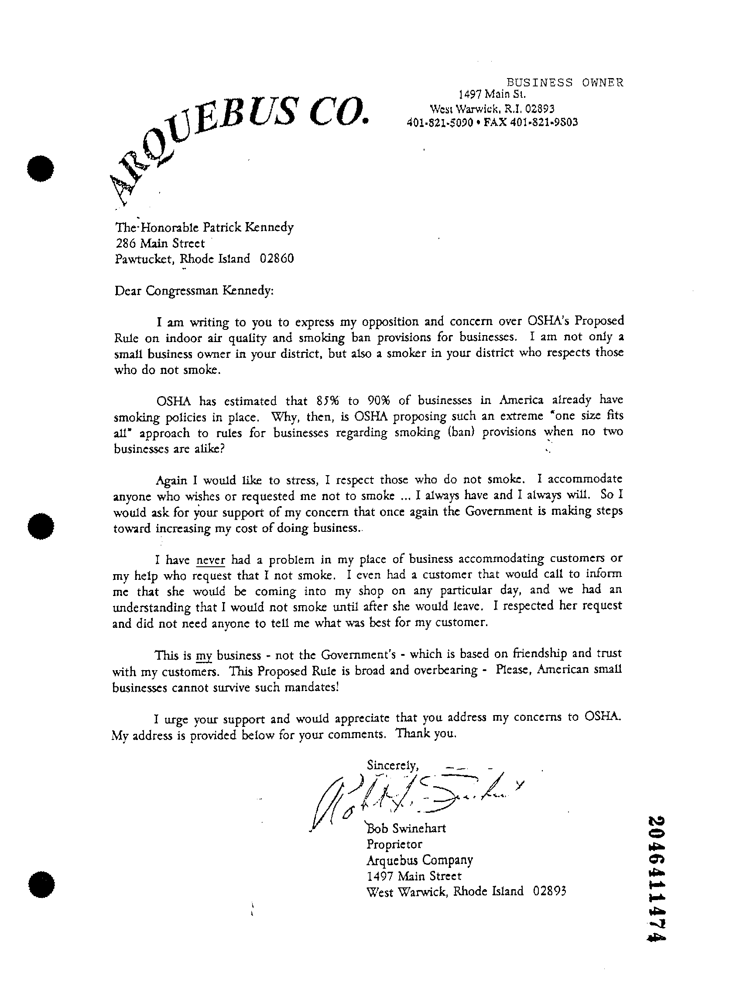 BUSINESS OWNER
ARQUEBUS CO.
1497 Main St.
West Warwick, R.I. 02893
401-821-5090 • FAX 401-821-9803
The Honorable Patrick Kennedy
286 Main Street
Pawtucket, Rhode Island 02860
Dear Congressman Kennedy:
I am writing to you to express my opposition and concern over OSHA's Proposed
Rule on indoor air quality and smoking ban provisions for businesses. I am not only a
small business owner in your district, but also a smoker in your district who respects those
who do not smoke.
OSHA has estimated that 85% to 90% of businesses in America already have
smoking policies in place. Why, then, is OSHA proposing such an extreme "one size fits
all" approach to rules for businesses regarding smoking (ban) provisions when no two
businesses are alike?
Again I would like to stress, I respect those who do not smoke. I accommodate
anyone who wishes or requested me not to smoke ... I always have and I always will. So I
would ask for your support of my concern that once again the Government is making steps
toward increasing my cost of doing business.
I have never had a problem in my place of business accommodating customers or
my help who request that I not smoke. I even had a customer that would call to inform
me that she would be coming into my shop on any particular day, and we had an
understanding that I would not smoke until after she would leave. I respected her request
and did not need anyone to tell me what was best for my customer.
This is my business - not the Government's - which is based on friendship and trust
with my customers. This Proposed Rule is broad and overbearing - Please, American small
businesses cannot survive such mandates!
I urge your support and would appreciate that you address my concerns to OSHA.
My address is provided below for your comments. Thank you.
Sincerely,
Bob Swinehart
Proprietor
Arquebus Company
1497 Main Street
West Warwick, Rhode Island 02893
2046411474